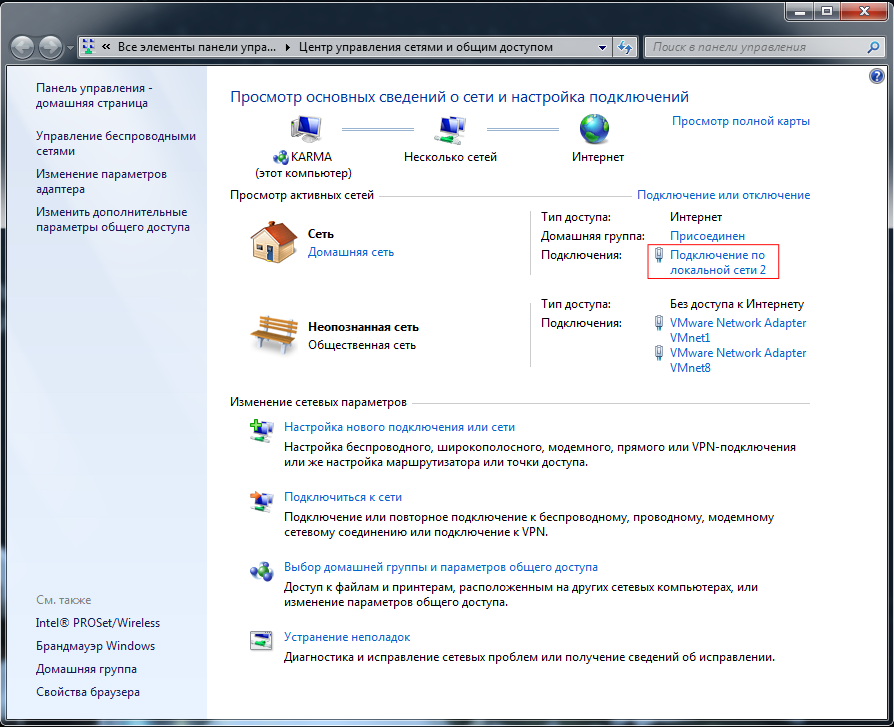 « Все элементы панели упра... ▸ Центр управления сетями и общим доступом
Поиск в панели управления
Панель управления -
домашняя страница
Управление беспроводными
сетями
Изменение параметров
адаптера
Изменить дополнительные
параметры общего доступа
См. также
Intel® PROSet/Wireless
Брандмауэр Windows
Домашняя группа
Свойства браузера
Просмотр основных сведений о сети и настройка подключений
Просмотр полной карты
KARMA
(этот компьютер)
Несколько сетей
Интернет
Просмотр активных сетей
Подключение или отключение
Сеть
Домашняя сеть
Тип доступа: Интернет
Домашняя группа: Присоединен
Подключения: Подключение по
локальной сети 2
Неопознанная сеть
Общественная сеть
Тип доступа: Без доступа к Интернету
Подключения: VMware Network Adapter
VMnet1
VMware Network Adapter
VMnet8
Изменение сетевых параметров
Настройка нового подключения или сети
Настройка беспроводного, широкополосного, модемного, прямого или VPN-подключения
или же настройка маршрутизатора или точки доступа.
Подключиться к сети
Подключение или повторное подключение к беспроводному, проводному, модемному
сетевому соединению или подключение к VPN.
Выбор домашней группы и параметров общего доступа
Доступ к файлам и принтерам, расположенным на других сетевых компьютерах, или
изменение параметров общего доступа.
Устранение неполадок
Диагностика и исправление сетевых проблем или получение сведений об исправлении.